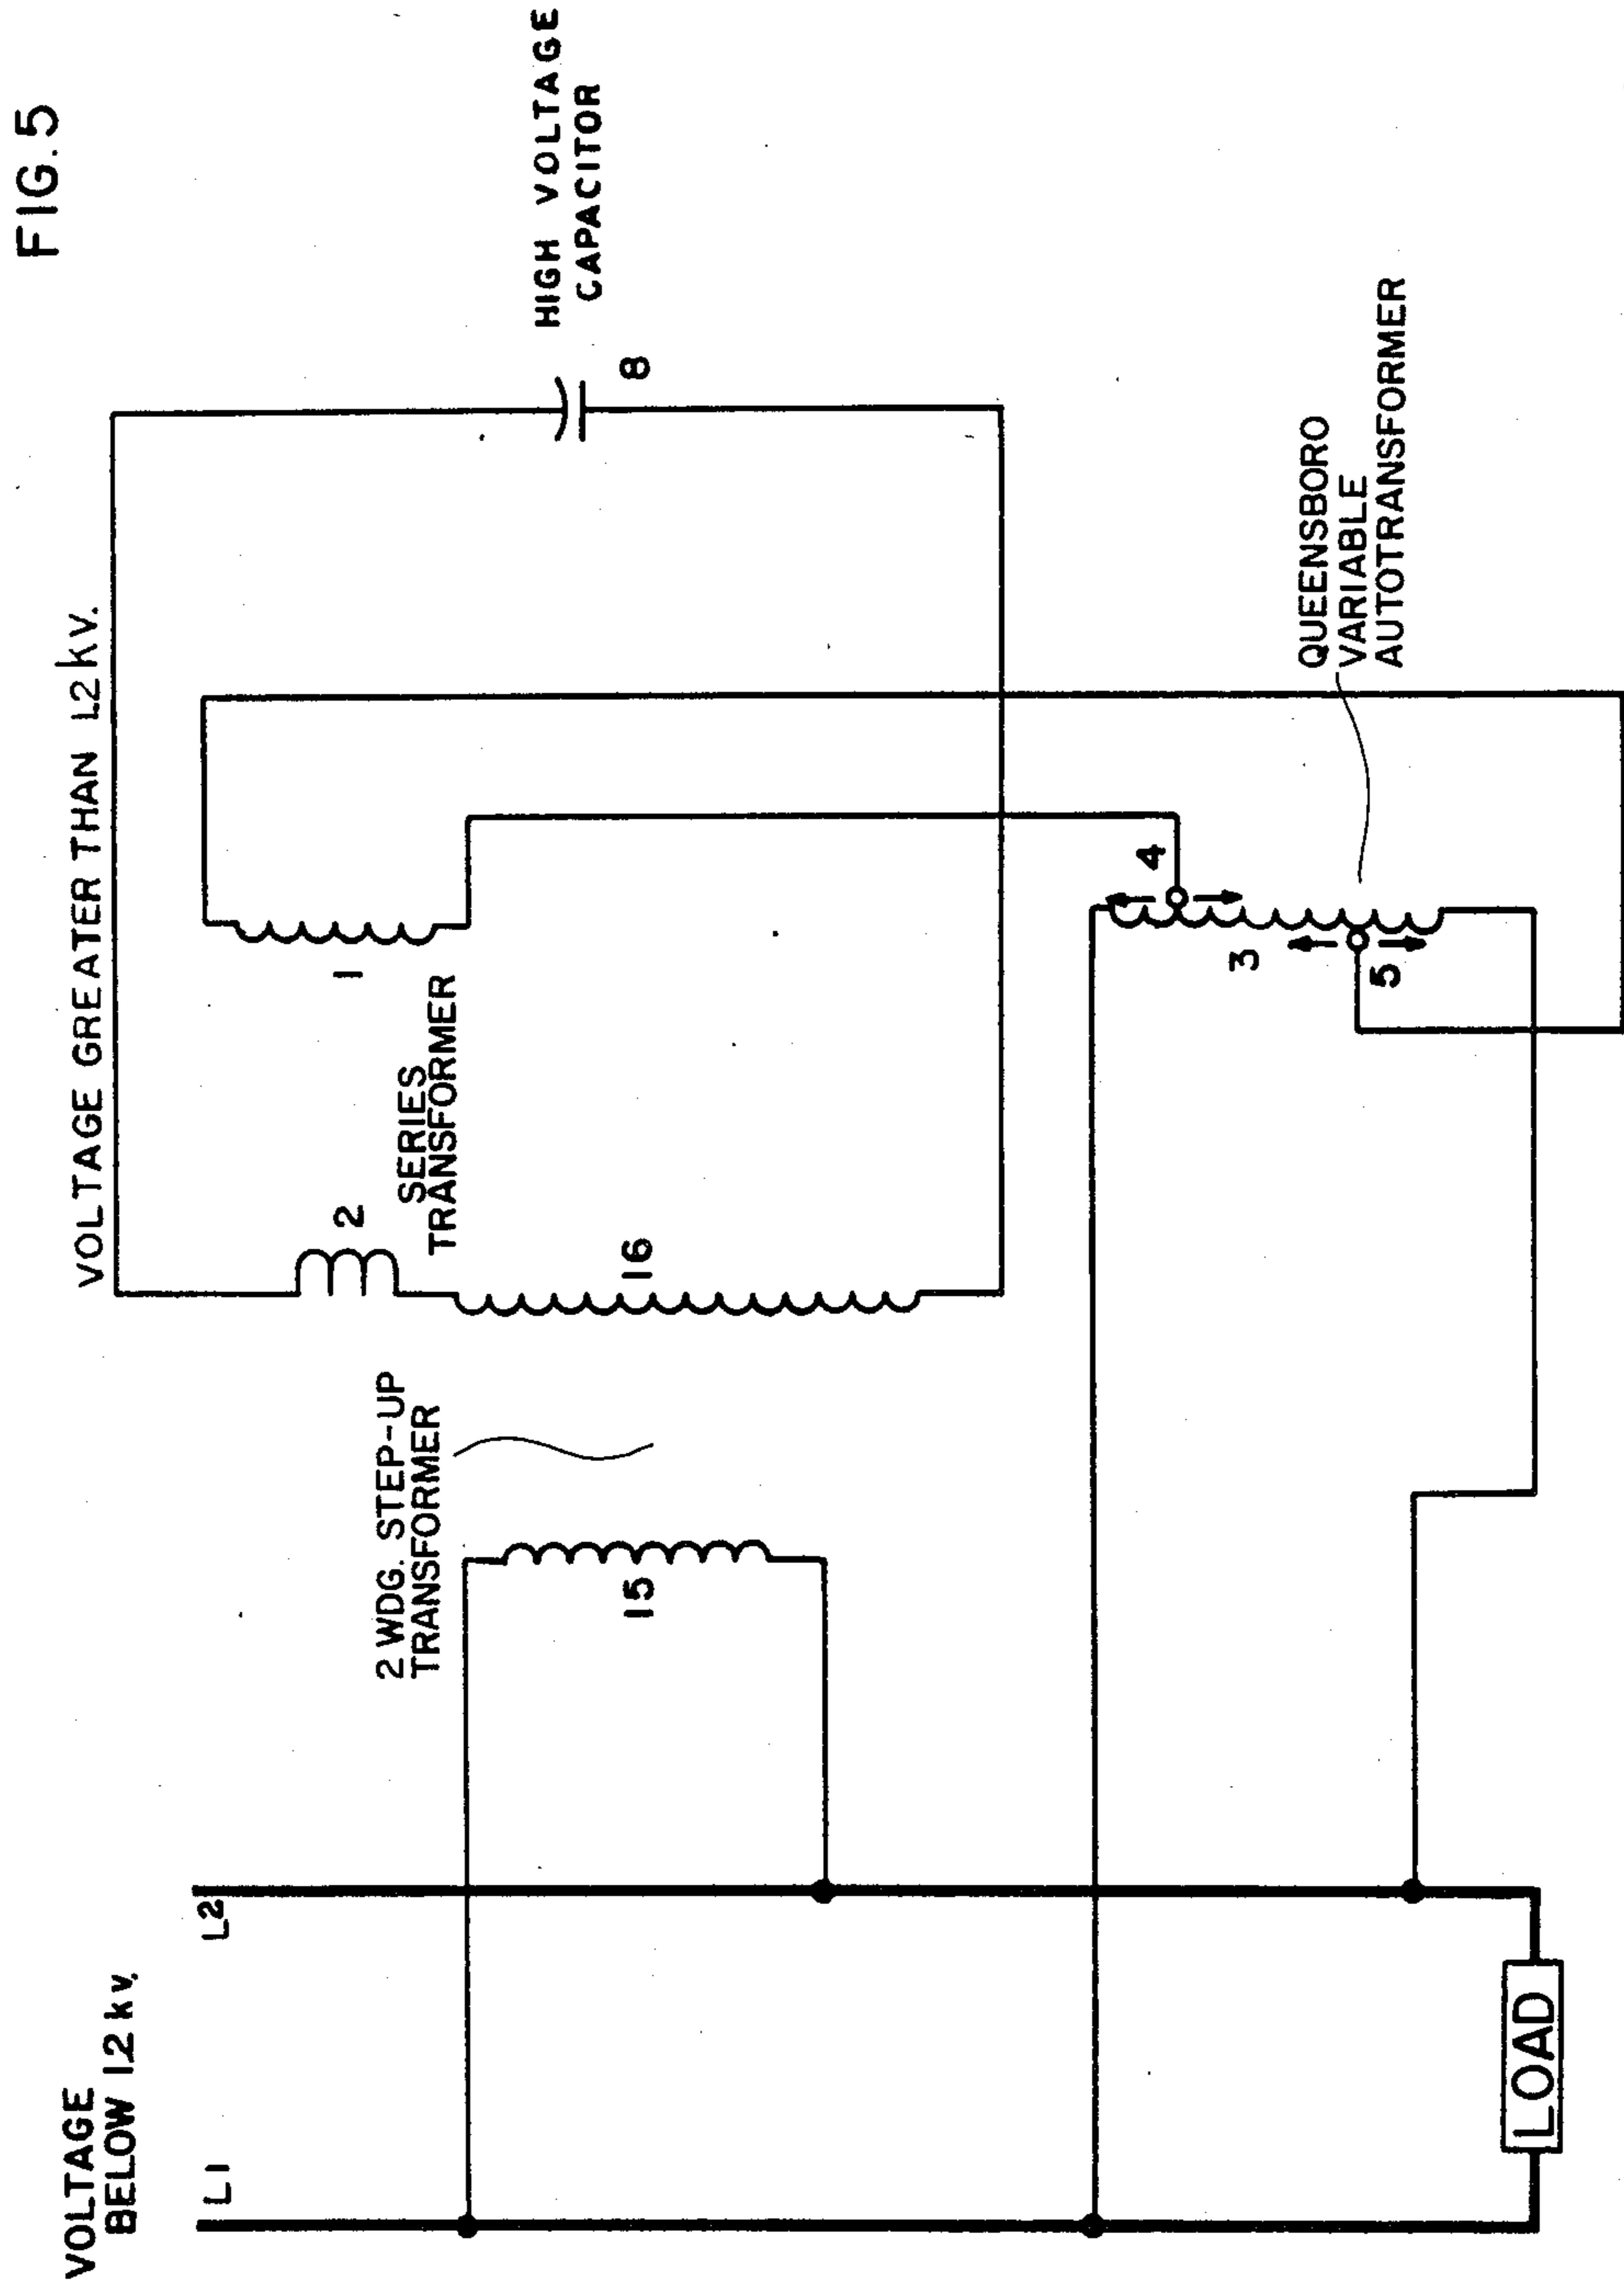 FIG.5
VOLTAGE
BELOW 1.2 kv.
VOLTAGE GREATER THAN 1.2 kV.
L1
L2
2
1
2 WDG. STEP-UP
TRANSFORMER
SERIES
TRANSFORMER
HIGH VOLTAGE
CAPACITOR
15
16
8
4
3
5
QUEENSBORO
VARIABLE
AUTOTRANSFORMER
LOAD